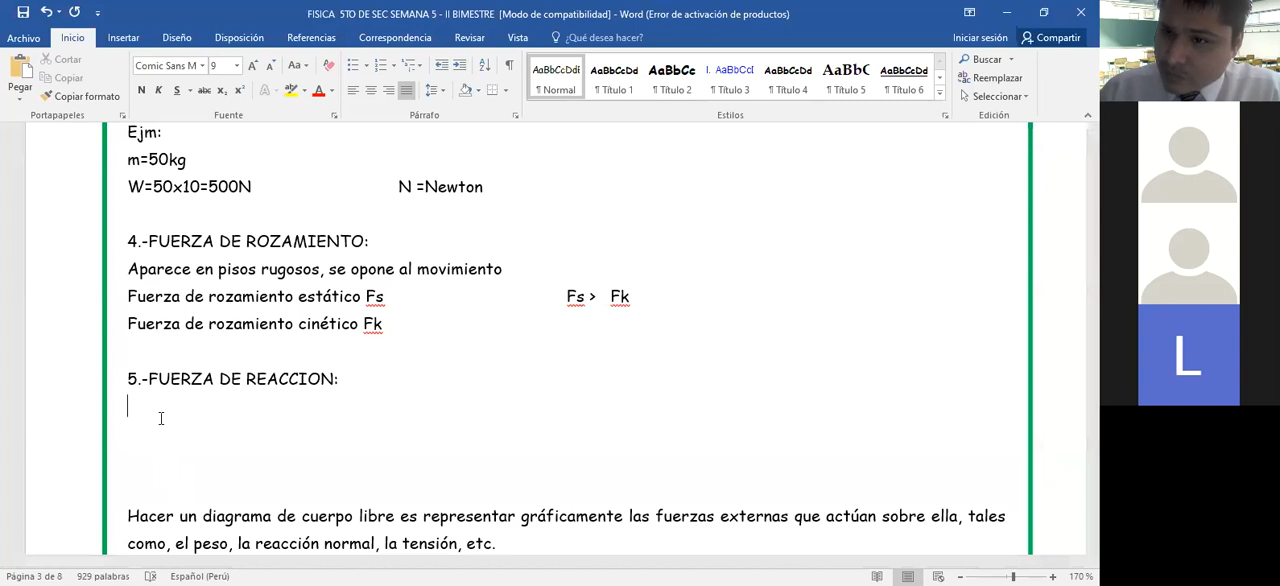 FISICA 5TO DE SEC SEMANA 5 - II BIMESTRE [Modo de compatibilidad] - Word (Error de activación de productos)
Archivo Inicio Insertar Diseño Disposición Referencias Correspondencia Revisar Vista ¿Qué desea hacer? Iniciar sesión Compartir
Pegar
Cortar
Copiar
Copiar formato
Portapapeles
Comic Sans M 9
Aa
N K S abc x₂ x²
Fuente
Párrafo
AaBbCcDdE AaBbCcDd AaBbCc I. AaBbCcI AaBbCcDd AaBbC AaBbCcDd
¶ Normal ¶ Título 1 ¶ Título 2 ¶ Título 3 ¶ Título 4 ¶ Título 5 ¶ Título 6
Estilos
Buscar
Reemplazar
Seleccionar
Edición
Ejm:
m=50kg
W=50x10=500N N =Newton
4.-FUERZA DE ROZAMIENTO:
Aparece en pisos rugosos, se opone al movimiento
Fuerza de rozamiento estático Fs Fs > Fk
Fuerza de rozamiento cinético Fk
5.-FUERZA DE REACCION:
Hacer un diagrama de cuerpo libre es representar gráficamente las fuerzas externas que actúan sobre ella, tales
como, el peso, la reacción normal, la tensión, etc.
L
Página 3 de 8 929 palabras Español (Perú) 170 %